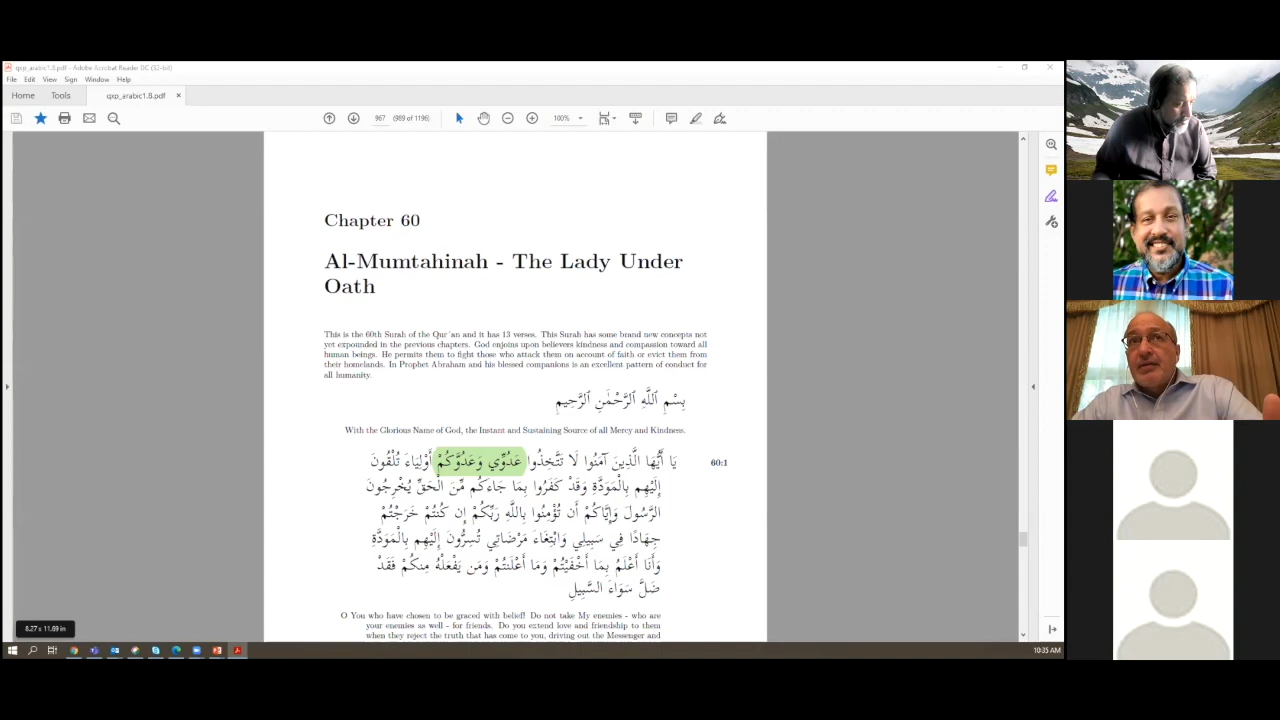 qxp_arabic1.8.pdf - Adobe Acrobat Reader DC (32-bit)
File Edit View Sign Window Help
Home Tools qxp_arabic1.8.pdf ×
967 (989 of 1196) 100%
Chapter 60
Al-Mumtahinah - The Lady Under
Oath
This is the 60th Surah of the Qur´an and it has 13 verses. This Surah has some brand new concepts not
yet expounded in the previous chapters. God enjoins upon believers kindness and compassion toward all
human beings. He permits them to fight those who attack them on account of faith or evict them from
their homelands. In Prophet Abraham and his blessed companions is an excellent pattern of conduct for
all humanity.
بِسْمِ ٱللَّهِ ٱلرَّحْمَٰنِ ٱلرَّحِيمِ
With the Glorious Name of God, the Instant and Sustaining Source of all Mercy and Kindness.
يَا أَيُّهَا الَّذِينَ آمَنُوا لَا تَتَّخِذُوا عَدُوِّي وَعَدُوَّكُمْ أَوْلِيَاءَ تُلْقُونَ 60:1
إِلَيْهِم بِالْمَوَدَّةِ وَقَدْ كَفَرُوا بِمَا جَاءَكُم مِّنَ الْحَقِّ يُخْرِجُونَ
الرَّسُولَ وَإِيَّاكُمْ أَن تُؤْمِنُوا بِاللَّهِ رَبِّكُمْ إِن كُنتُمْ خَرَجْتُمْ
جِهَادًا فِي سَبِيلِي وَابْتِغَاءَ مَرْضَاتِي تُسِرُّونَ إِلَيْهِم بِالْمَوَدَّةِ
وَأَنَا أَعْلَمُ بِمَا أَخْفَيْتُمْ وَمَا أَعْلَنتُمْ وَمَن يَفْعَلْهُ مِنكُمْ فَقَدْ
ضَلَّ سَوَاءَ السَّبِيلِ
O You who have chosen to be graced with belief! Do not take My enemies - who are
your enemies as well - for friends. Do you extend love and friendship to them
when they reject the truth that has come to you, driving out the Messenger and
8.27 x 11.69 in
10:35 AM